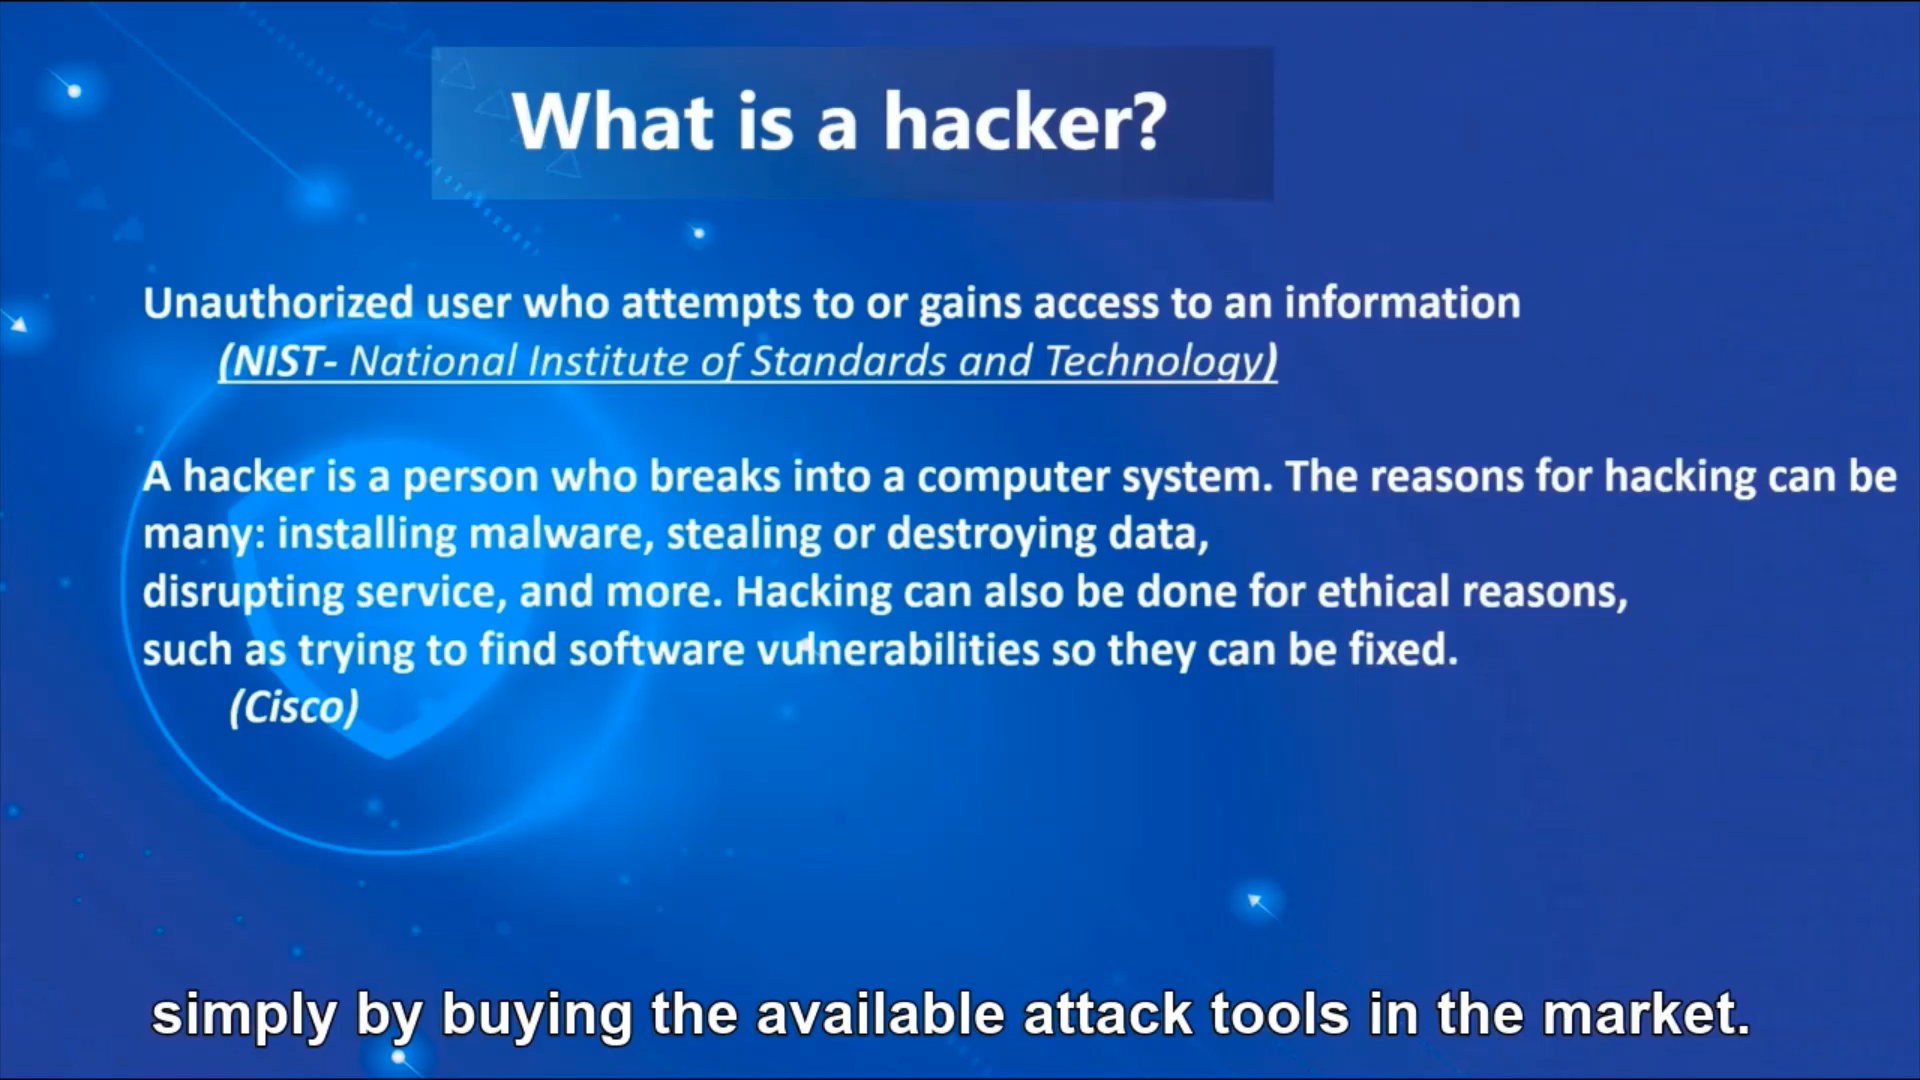 What is a hacker?
Unauthorized user who attempts to or gains access to an information
(NIST- National Institute of Standards and Technology)
A hacker is a person who breaks into a computer system. The reasons for hacking can be
many: installing malware, stealing or destroying data,
disrupting service, and more. Hacking can also be done for ethical reasons,
such as trying to find software vulnerabilities so they can be fixed.
(Cisco)
simply by buying the available attack tools in the market.